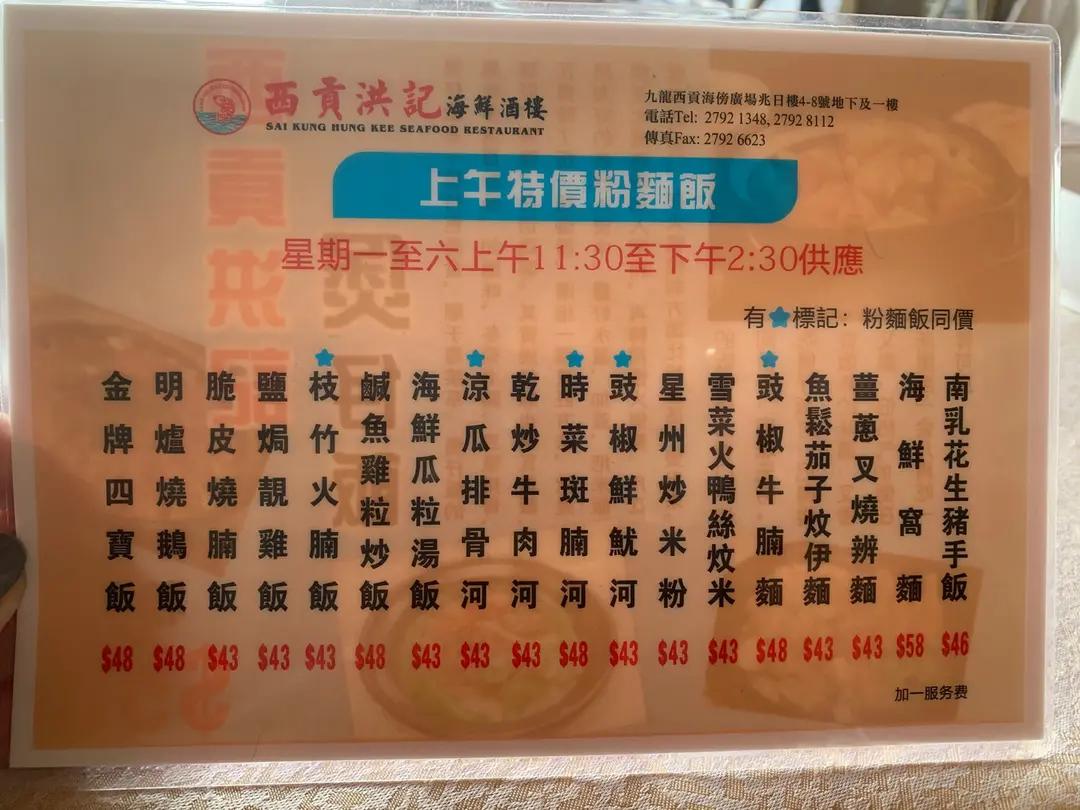 西貢洪記海鮮酒樓
SAI KUNG HUNG KEE SEAFOOD RESTAURANT
九龍西貢海傍廣場兆日樓4-8號地下及一樓
電話Tel: 2792 1348, 2792 8112
傳真Fax: 2792 6623
上午特價粉麵飯
星期一至六上午11:30至下午2:30供應
有★標記：粉麵飯同價
南乳花生豬手飯 $46
海鮮窩麵 $58
薑蔥叉燒辨麵 $43
魚鬆茄子炆伊麵 $43
豉椒牛腩麵 $48
雪菜火鴨絲炆米 $43
星州炒米粉 $43
豉椒鮮魷河 $43
時菜斑腩河 $48
乾炒牛肉河 $43
涼瓜排骨河 $43
海鮮瓜粒湯飯 $43
鹹魚雞粒炒飯 $48
枝竹火腩飯 $43
鹽焗靚雞飯 $43
脆皮燒腩飯 $43
明爐燒鵝飯 $48
金牌四寶飯 $48
加一服务费